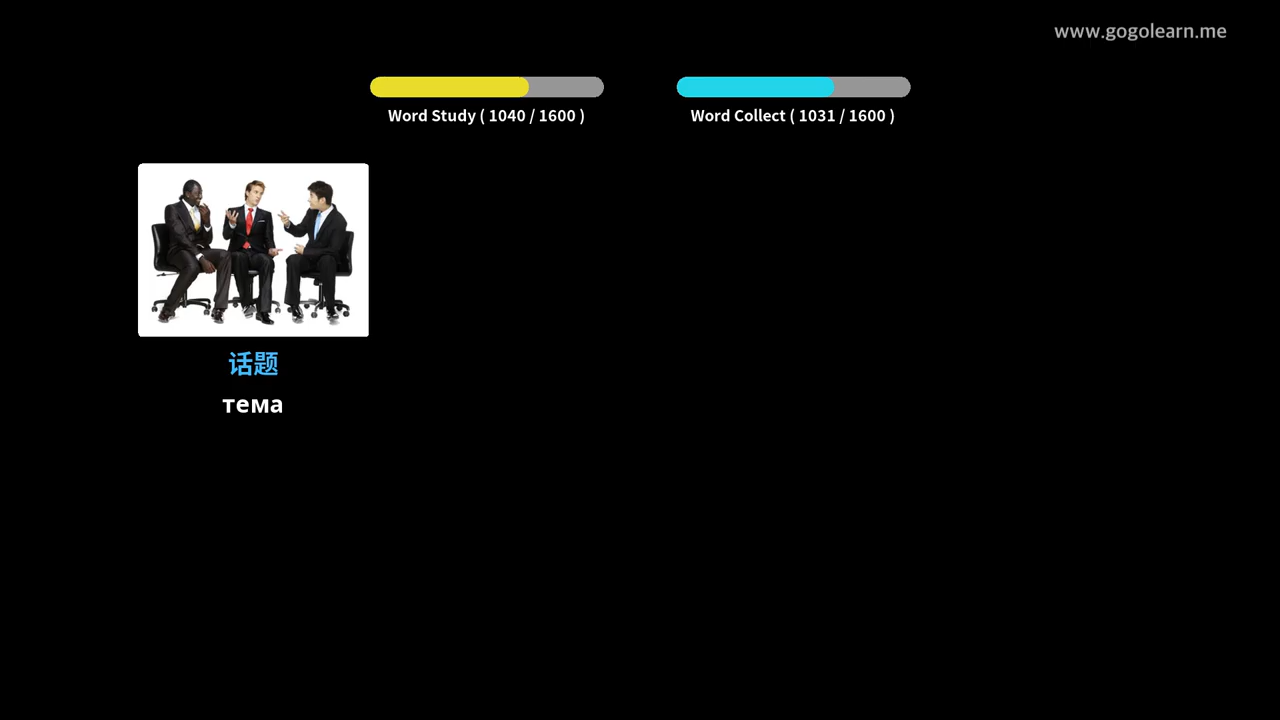 www.gogolearn.me
Word Study ( 1040 / 1600 )
Word Collect ( 1031 / 1600 )
话题
тема